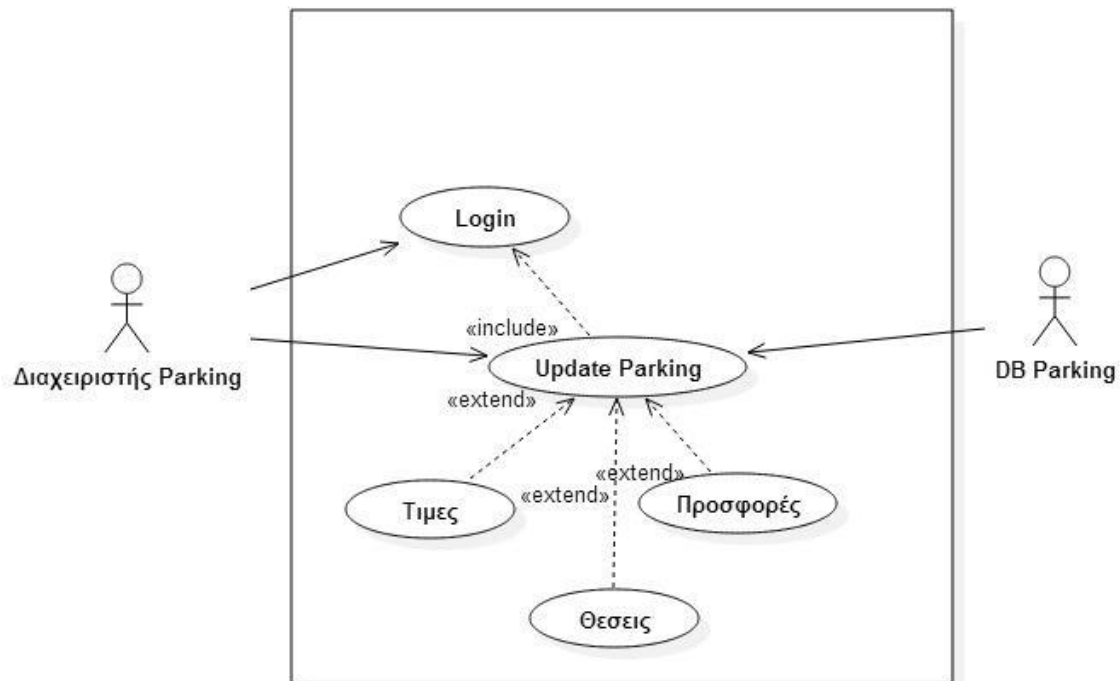 Login
«include»
Διαχειριστής Parking
Update Parking
DB Parking
«extend»
«extend»
«extend»
Τιμες
Προσφορές
Θεσεις